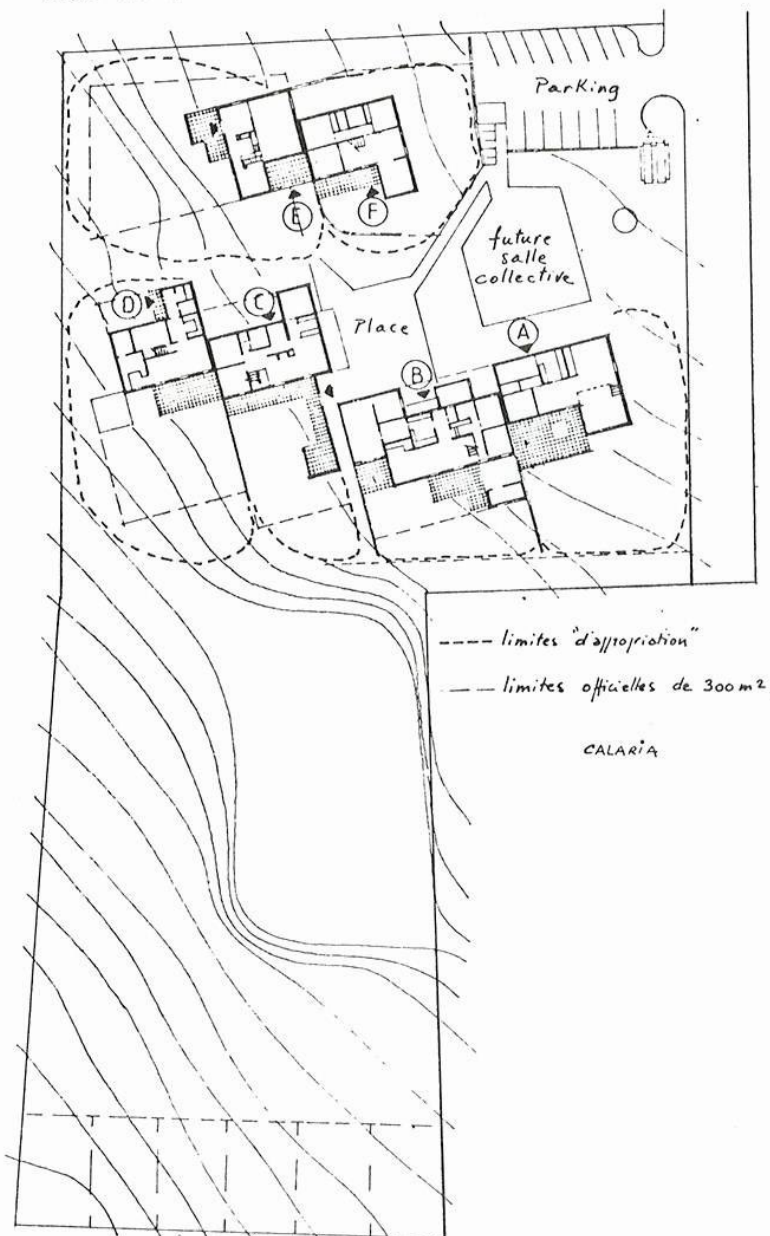 Parking
E
F
future
salle
collective
D
C
Place
A
B
---- limites "d'appropriation"
— — limites officielles de 300 m²
CALARIA